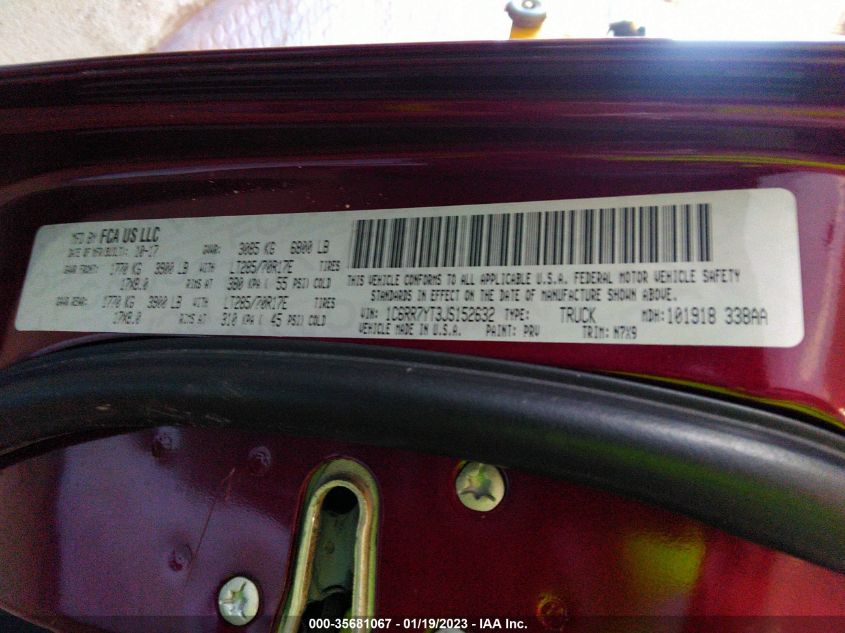 MFD BY FCA US LLC
DATE OF MFR(BUILT): 10-17 GVWR: 3085 KG 6800 LB
GAWR FRONT: 1770 KG 3900 LB WITH LT265/70R17E TIRES
17X8.0 RIMS AT 380 KPA ( 55 PSI) COLD
GAWR REAR: 1770 KG 3900 LB WITH LT265/70R17E TIRES
17X8.0 RIMS AT 310 KPA ( 45 PSI) COLD
THIS VEHICLE CONFORMS TO ALL APPLICABLE U.S.A. FEDERAL MOTOR VEHICLE SAFETY
STANDARDS IN EFFECT ON THE DATE OF MANUFACTURE SHOWN ABOVE.
VIN: 1C6RR7YT3JS152632 TYPE: TRUCK MDH:101918 338AA
VEHICLE MADE IN U.S.A. PAINT: PRV TRIM: N7X9
000-35681067 - 01/19/2023 - IAA Inc.